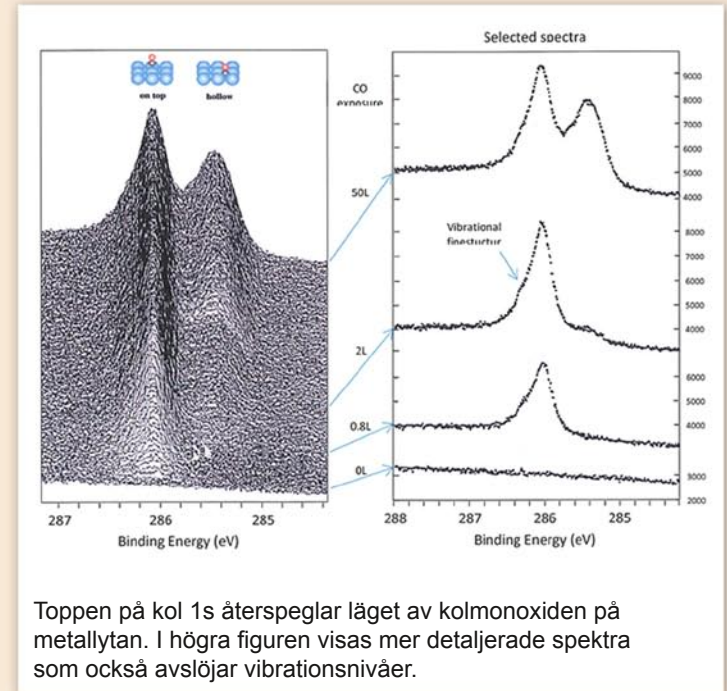 Selected spectra
on top
hollow
CO
exposure
50L
2L
0.8L
0L
Vibrational
finestuctur
9000
8000
7000
6000
5000
4000
8000
7000
6000
5000
4000
6000
5000
4000
3000
2000
287
286
285
Binding Energy (eV)
288
287
286
285
Binding Energy (eV)
Toppen på kol 1s återspeglar läget av kolmonoxiden på
metallytan. I högra figuren visas mer detaljerade spektra
som också avslöjar vibrationsnivåer.